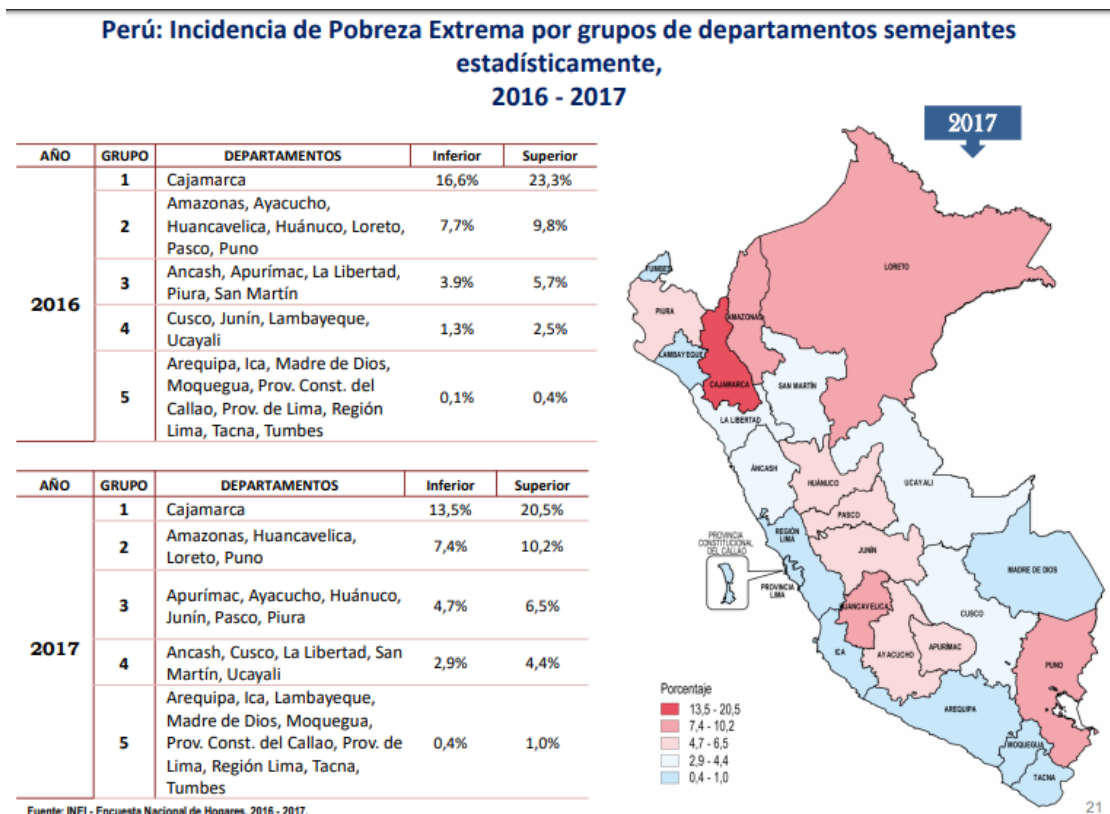 Perú: Incidencia de Pobreza Extrema por grupos de departamentos semejantes
estadísticamente,
2016 - 2017
AÑO GRUPO DEPARTAMENTOS Inferior Superior
2016
1 Cajamarca 16,6% 23,3%
2 Amazonas, Ayacucho,
Huancavelica, Huánuco, Loreto,
Pasco, Puno 7,7% 9,8%
3 Ancash, Apurímac, La Libertad,
Piura, San Martín 3.9% 5,7%
4 Cusco, Junín, Lambayeque,
Ucayali 1,3% 2,5%
5 Arequipa, Ica, Madre de Dios,
Moquegua, Prov. Const. del
Callao, Prov. de Lima, Región
Lima, Tacna, Tumbes 0,1% 0,4%
AÑO GRUPO DEPARTAMENTOS Inferior Superior
2017
1 Cajamarca 13,5% 20,5%
2 Amazonas, Huancavelica,
Loreto, Puno 7,4% 10,2%
3 Apurímac, Ayacucho, Huánuco,
Junín, Pasco, Piura 4,7% 6,5%
4 Ancash, Cusco, La Libertad, San
Martín, Ucayali 2,9% 4,4%
5 Arequipa, Ica, Lambayeque,
Madre de Dios, Moquegua,
Prov. Const. del Callao, Prov. de
Lima, Región Lima, Tacna,
Tumbes 0,4% 1,0%
Fuente: INEI - Encuesta Nacional de Hogares, 2016 - 2017.
2017
TUMBES
LORETO
PIURA
AMAZONAS
LAMBAYEQUE
CAJAMARCA
SAN MARTÍN
LA LIBERTAD
ÁNCASH
HUÁNUCO
UCAYALI
PASCO
REGIÓN
LIMA
PROVINCIA
CONSTITUCIONAL
DEL CALLAO
JUNÍN
PROVINCIA
LIMA
MADRE DE DIOS
HUANCAVELICA
CUSCO
ICA
AYACUCHO
APURÍMAC
PUNO
AREQUIPA
MOQUEGUA
TACNA
Porcentaje
13,5 - 20,5
7,4 - 10,2
4,7 - 6,5
2,9 - 4,4
0,4 - 1,0
21